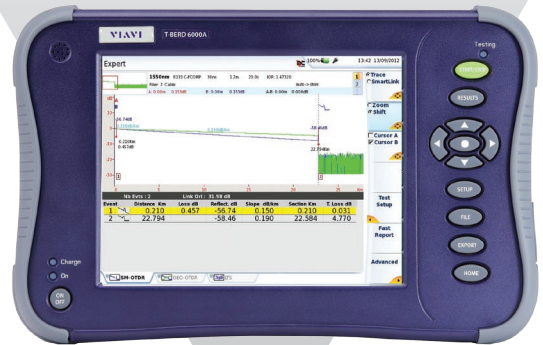 VIAVI T-BERD 6000A
Testing
Expert
100%
13:42 13/09/2012
1550nm
Trace
SmartLink
Zoom
Shift
Cursor A
Cursor B
START/STOP
RESULTS
No Evts : 2 Link Orl : 31.98 dB
Event Distance Km Loss dB Reflect. dB Slope dB/km Section Km T. Loss dB
1 0.210 0.457 -56.74 0.150 0.210 0.031
2 22.794 -58.46 0.190 22.584 4.770
Test
Setup
Fast
Report
Advanced
SETUP
FILE
EXPORT
HOME
Charge
On
ON
OFF
SM-OTDR